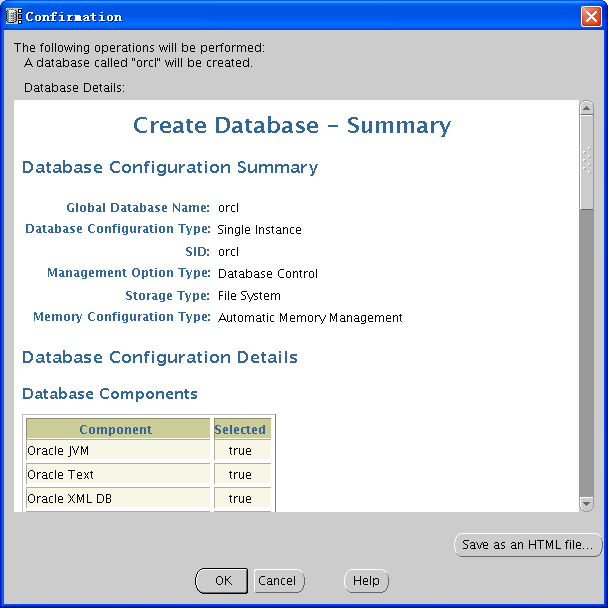 Confirmation
The following operations will be performed:
A database called "orcl" will be created.
Database Details:
Create Database - Summary
Database Configuration Summary
Global Database Name: orcl
Database Configuration Type: Single Instance
SID: orcl
Management Option Type: Database Control
Storage Type: File System
Memory Configuration Type: Automatic Memory Management
Database Configuration Details
Database Components
Component Selected
Oracle JVM true
Oracle Text true
Oracle XML DB true
Save as an HTML file...
OK Cancel Help